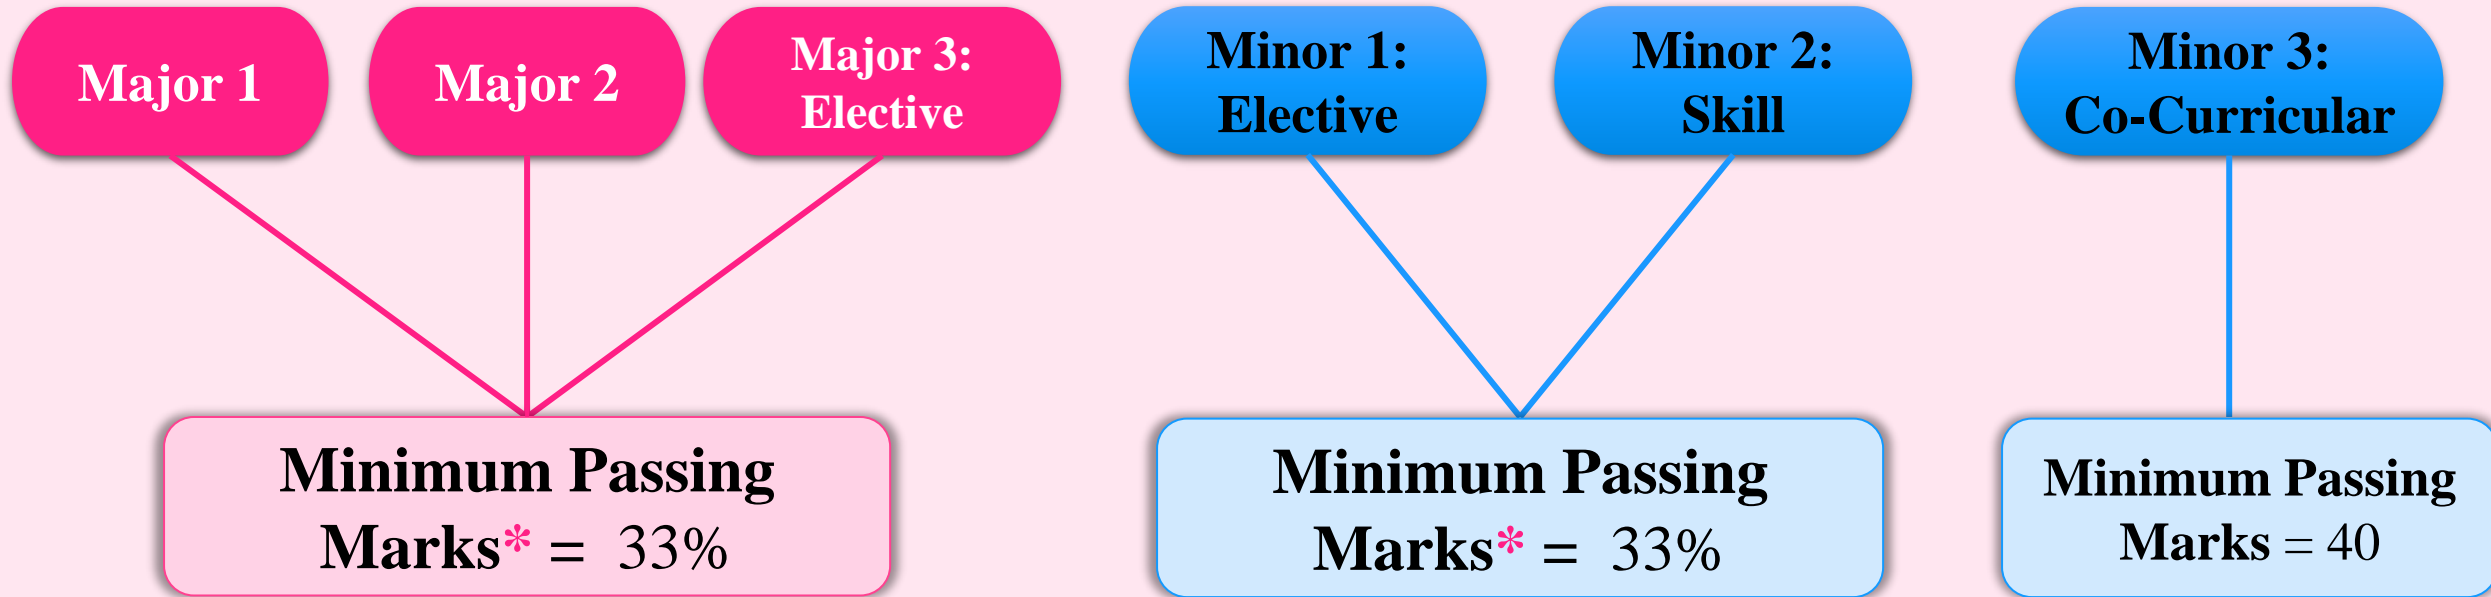 Major 1
Major 2
Major 3:
Elective
Minor 1:
Elective
Minor 2:
Skill
Minor 3:
Co-Curricular
Minimum Passing
Marks* = 33%
Minimum Passing
Marks* = 33%
Minimum Passing
Marks = 40